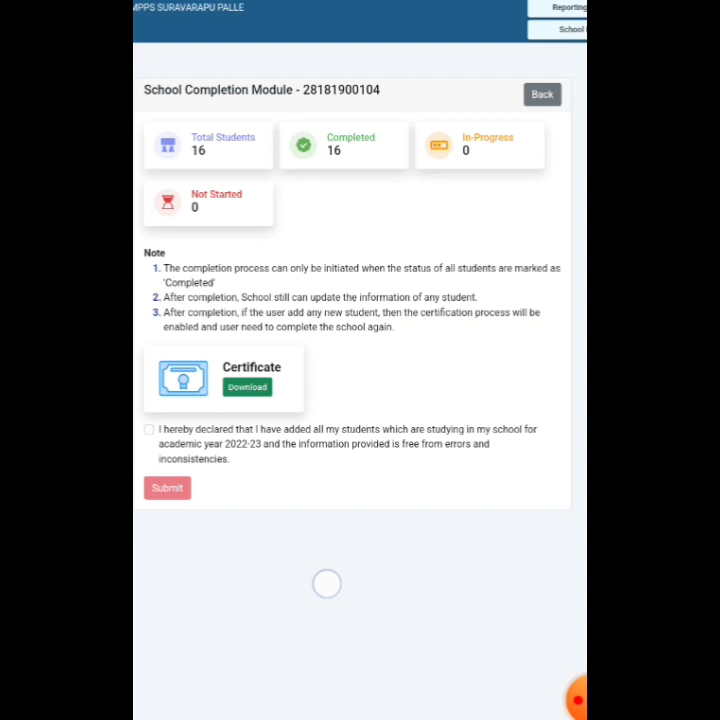 MPPS SURAVARAPU PALLE
Reporting
School
School Completion Module - 28181900104
Back
Total Students
16
Completed
16
In-Progress
0
Not Started
0
Note
1. The completion process can only be initiated when the status of all students are marked as
'Completed'
2. After completion, School still can update the information of any student.
3. After completion, if the user add any new student, then the certification process will be
enabled and user need to complete the school again.
Certificate
Download
I hereby declared that I have added all my students which are studying in my school for
academic year 2022-23 and the information provided is free from errors and
inconsistencies.
Submit